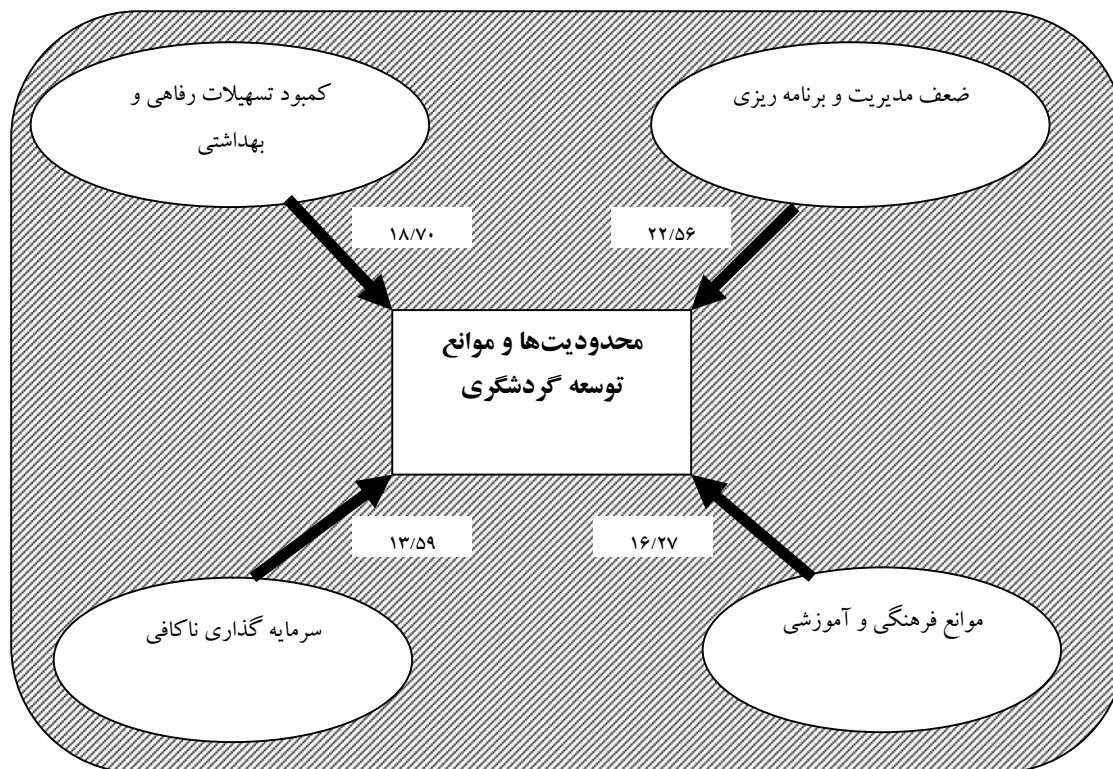 ضعف مدیریت و برنامه ریزی
کمبود تسهیلات رفاهی و
بهداشتی
۲۲/۵۶
۱۸/۷۰
محدودیت‌ها و موانع
توسعه گردشگری
۱۶/۲۷
۱۳/۵۹
موانع فرهنگی و آموزشی
سرمایه گذاری ناکافی